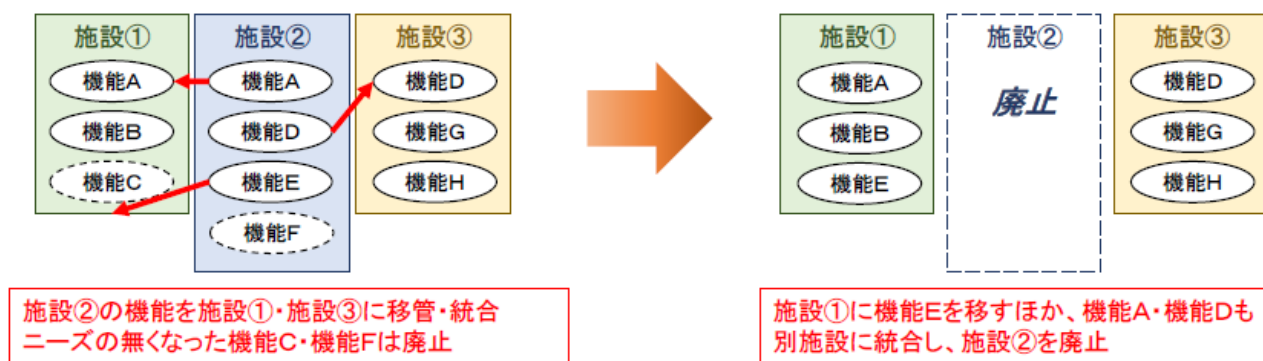 施設①
機能A
機能B
機能C
施設②
機能A
機能D
機能E
機能F
施設③
機能D
機能G
機能H
施設②の機能を施設①・施設③に移管・統合
ニーズの無くなった機能C・機能Fは廃止
施設①
機能A
機能B
機能E
施設②
廃止
施設③
機能D
機能G
機能H
施設①に機能Eを移すほか、機能A・機能Dも
別施設に統合し、施設②を廃止